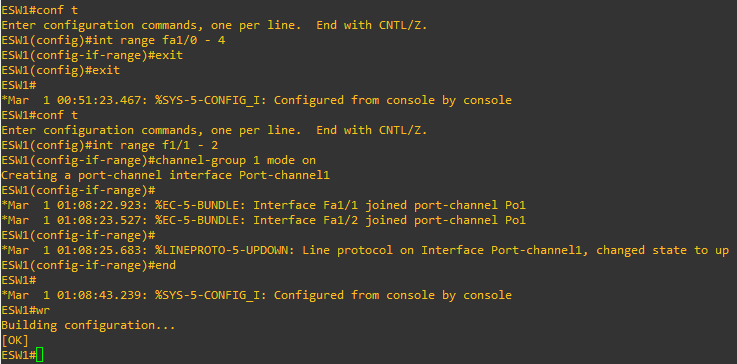 ESW1#conf t
Enter configuration commands, one per line.  End with CNTL/Z.
ESW1(config)#int range fa1/0 - 4
ESW1(config-if-range)#exit
ESW1(config)#exit
ESW1#
*Mar  1 00:51:23.467: %SYS-5-CONFIG_I: Configured from console by console
ESW1#conf t
Enter configuration commands, one per line.  End with CNTL/Z.
ESW1(config)#int range f1/1 - 2
ESW1(config-if-range)#channel-group 1 mode on
Creating a port-channel interface Port-channel1
ESW1(config-if-range)#
*Mar  1 01:08:22.923: %EC-5-BUNDLE: Interface Fa1/1 joined port-channel Po1
*Mar  1 01:08:23.527: %EC-5-BUNDLE: Interface Fa1/2 joined port-channel Po1
ESW1(config-if-range)#
*Mar  1 01:08:25.683: %LINEPROTO-5-UPDOWN: Line protocol on Interface Port-channel1, changed state to up
ESW1(config-if-range)#end
ESW1#
*Mar  1 01:08:43.239: %SYS-5-CONFIG_I: Configured from console by console
ESW1#wr
Building configuration...
[OK]
ESW1#